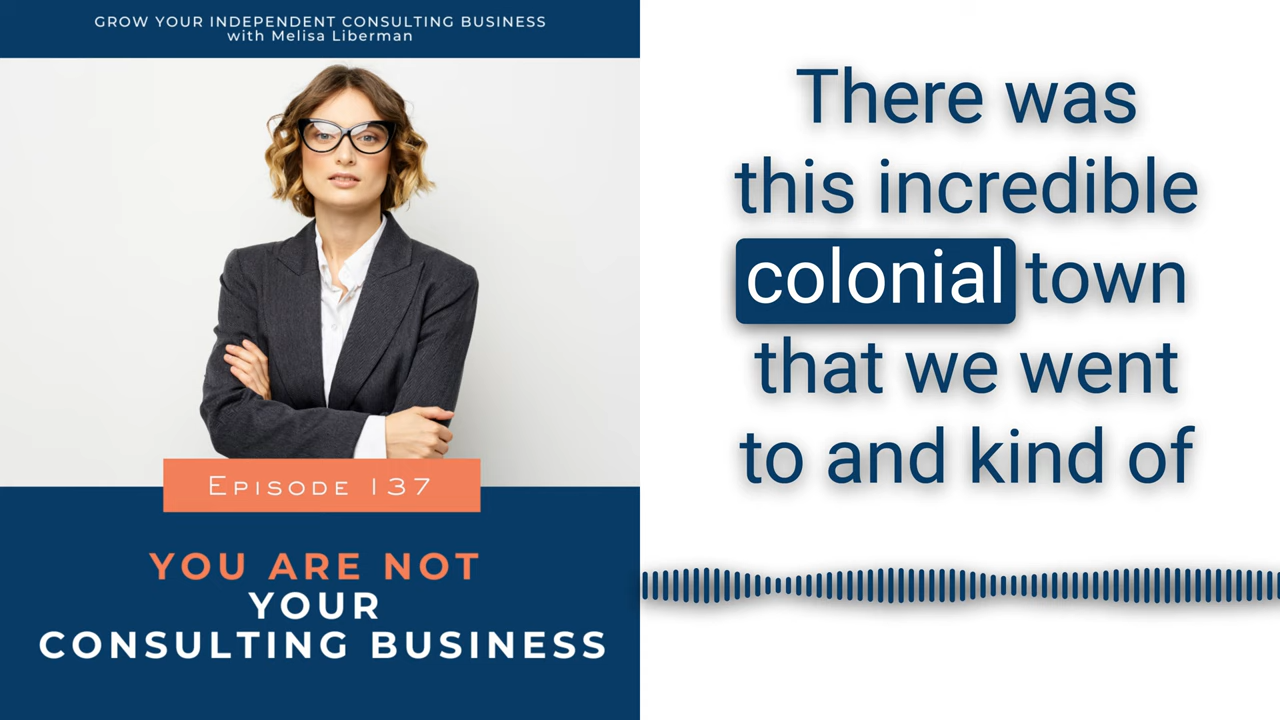 GROW YOUR INDEPENDENT CONSULTING BUSINESS
with Melisa Liberman
EPISODE 137
YOU ARE NOT
YOUR
CONSULTING BUSINESS
There was
this incredible
colonial town
that we went
to and kind of